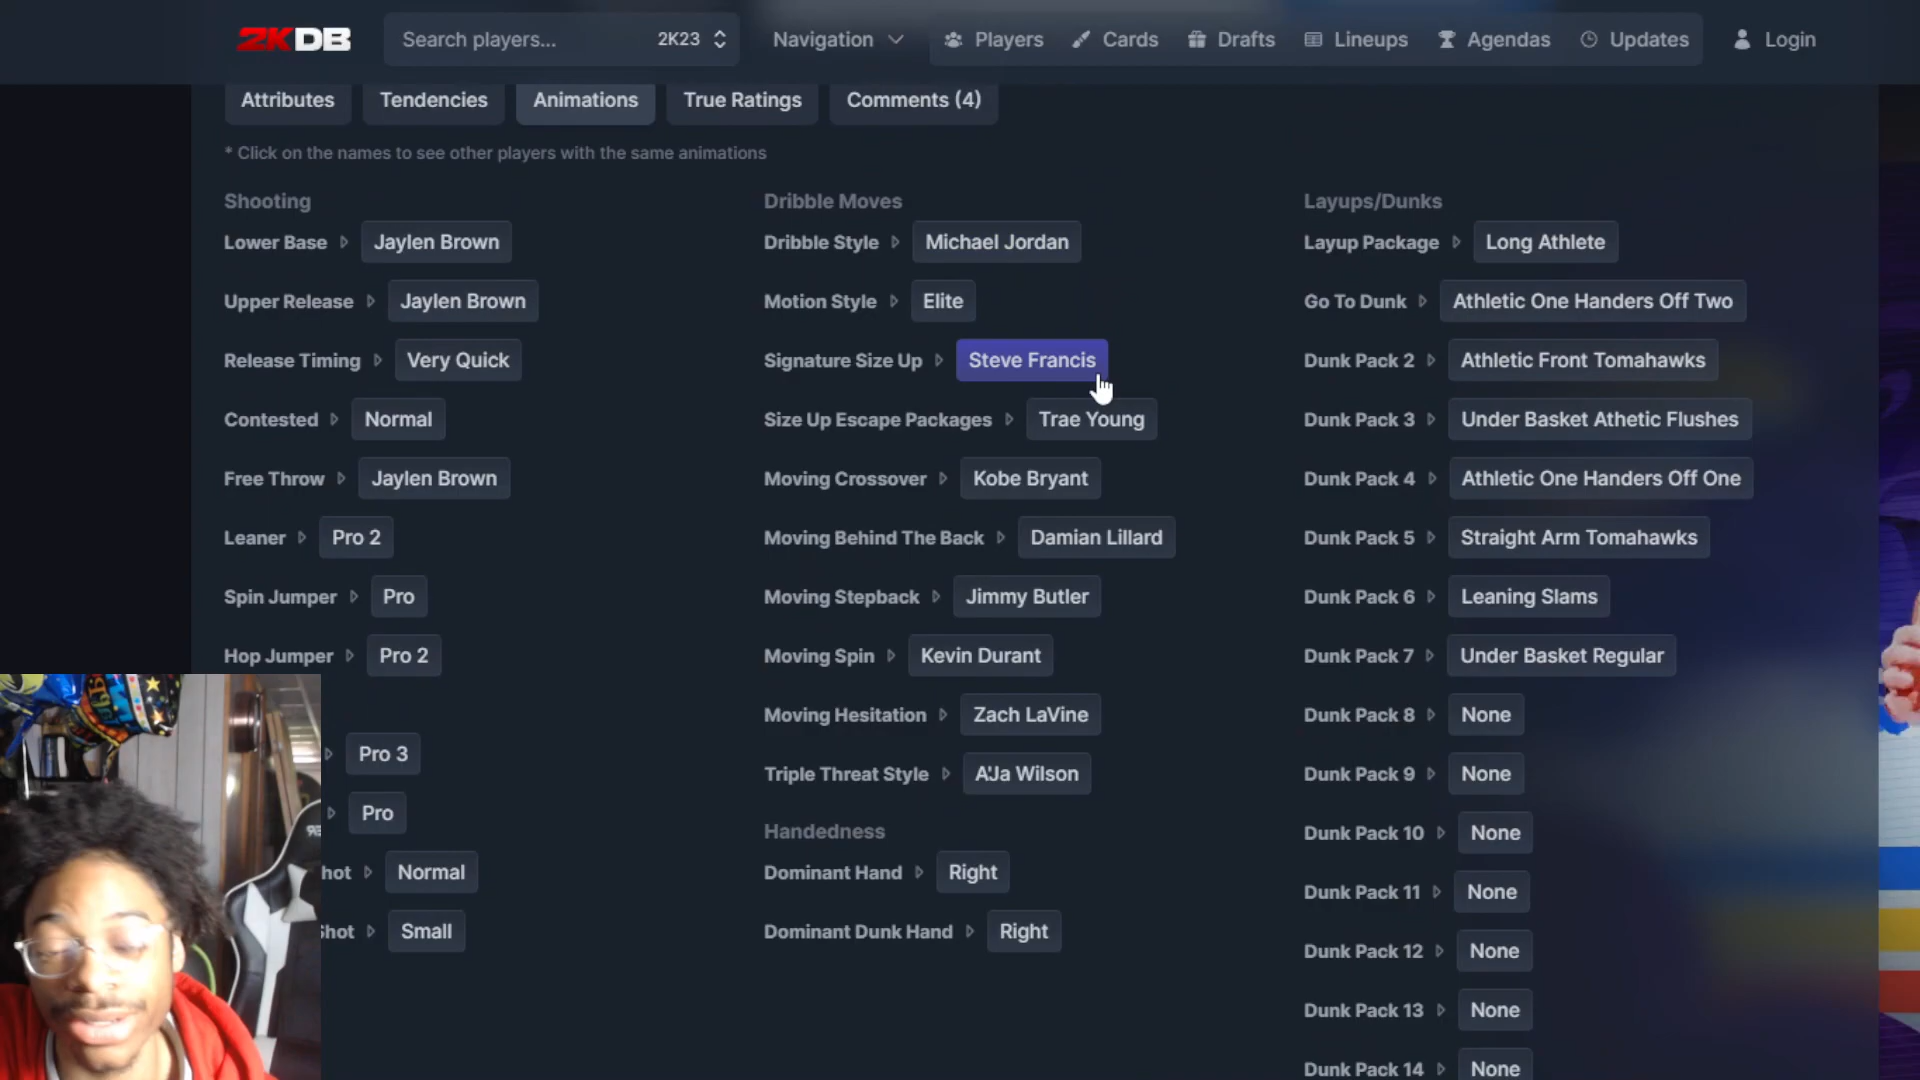 2KDB
Search players...
2K23
Navigation
Players
Cards
Drafts
Lineups
Agendas
Updates
Login
Attributes
Tendencies
Animations
True Ratings
Comments (4)
* Click on the names to see other players with the same animations
Shooting
Lower Base Jaylen Brown
Upper Release Jaylen Brown
Release Timing Very Quick
Contested Normal
Free Throw Jaylen Brown
Leaner Pro 2
Spin Jumper Pro
Hop Jumper Pro 2
Pro 3
Pro
hot Normal
Shot Small
Dribble Moves
Dribble Style Michael Jordan
Motion Style Elite
Signature Size Up Steve Francis
Size Up Escape Packages Trae Young
Moving Crossover Kobe Bryant
Moving Behind The Back Damian Lillard
Moving Stepback Jimmy Butler
Moving Spin Kevin Durant
Moving Hesitation Zach LaVine
Triple Threat Style A'Ja Wilson
Handedness
Dominant Hand Right
Dominant Dunk Hand Right
Layups/Dunks
Layup Package Long Athlete
Go To Dunk Athletic One Handers Off Two
Dunk Pack 2 Athletic Front Tomahawks
Dunk Pack 3 Under Basket Athetic Flushes
Dunk Pack 4 Athletic One Handers Off One
Dunk Pack 5 Straight Arm Tomahawks
Dunk Pack 6 Leaning Slams
Dunk Pack 7 Under Basket Regular
Dunk Pack 8 None
Dunk Pack 9 None
Dunk Pack 10 None
Dunk Pack 11 None
Dunk Pack 12 None
Dunk Pack 13 None
Dunk Pack 14 None